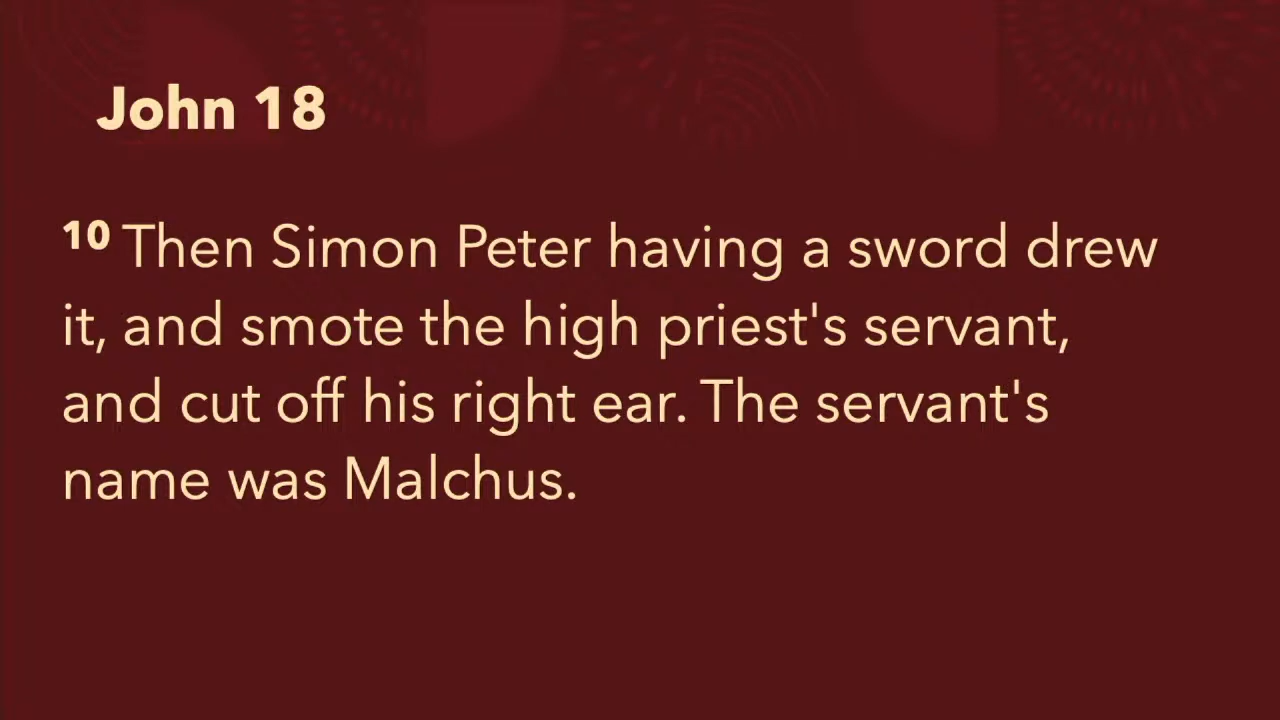 John 18
10 Then Simon Peter having a sword drew
it, and smote the high priest's servant,
and cut off his right ear. The servant's
name was Malchus.